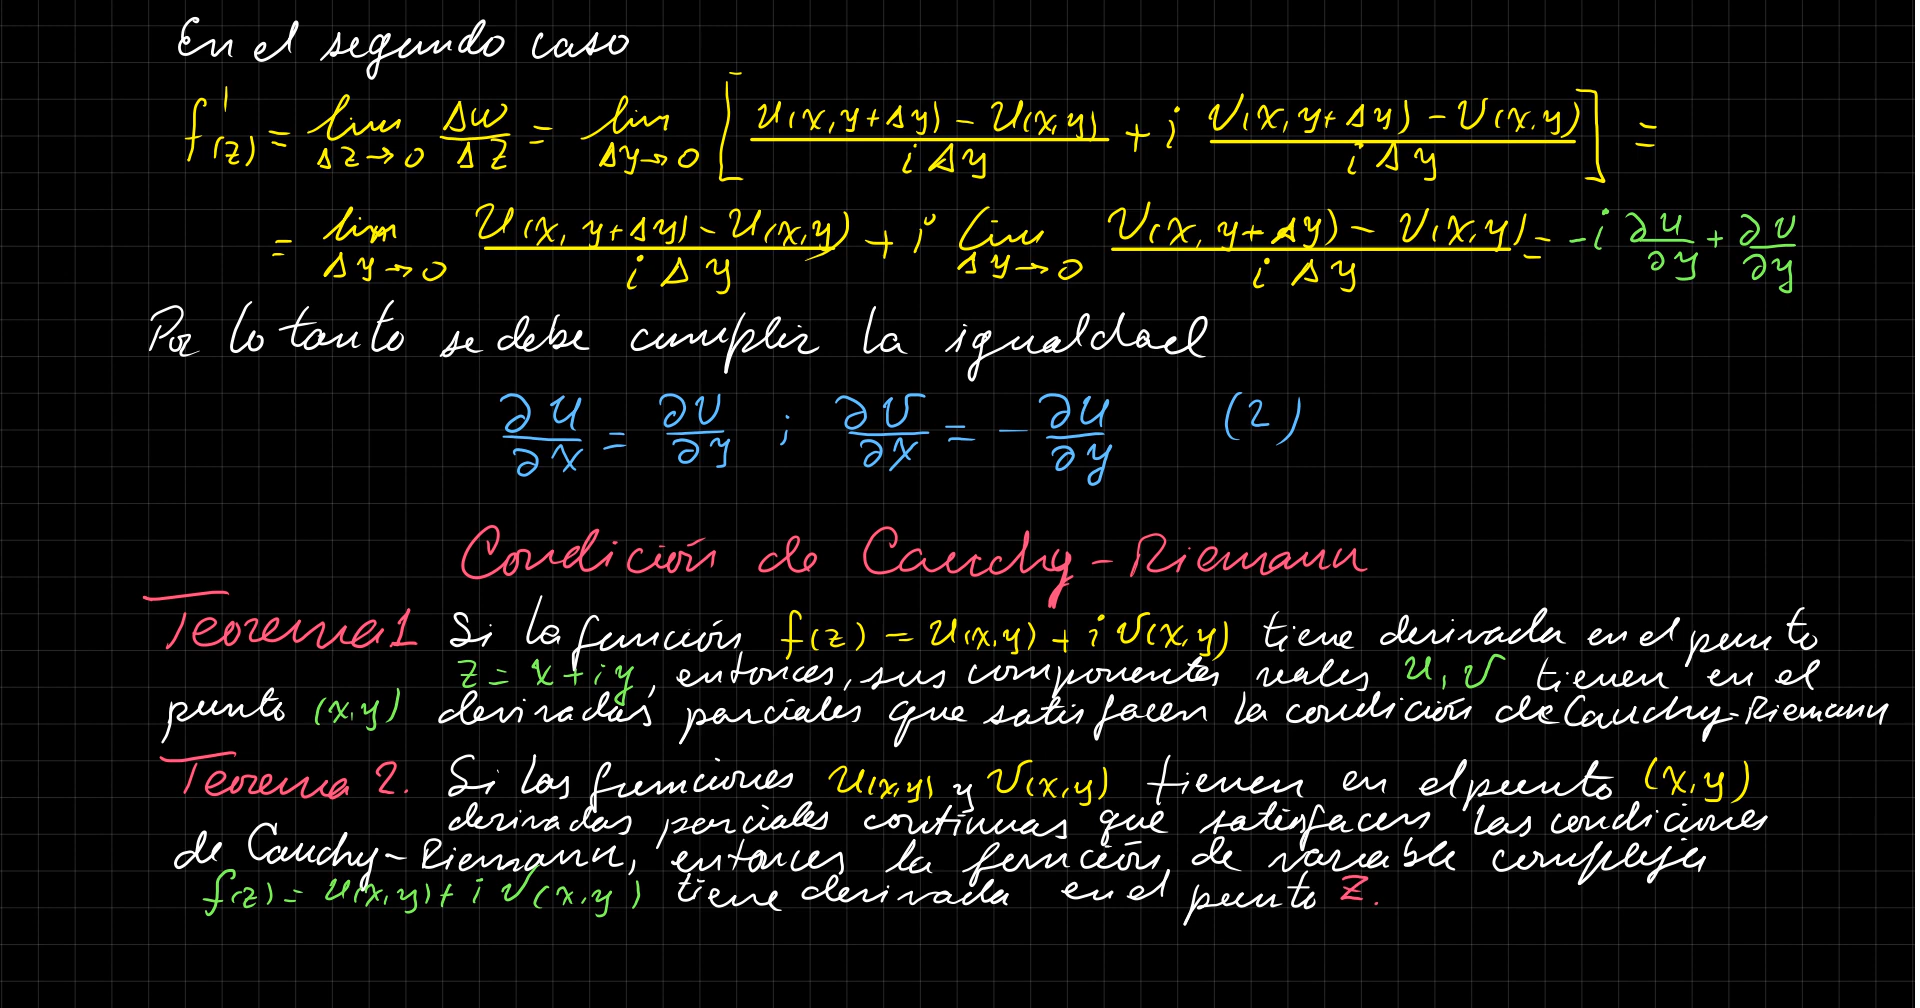 En el segundo caso
f'(z) = lim Δz→0 Δw/Δz = lim Δy→0 [ (u(x,y+Δy) − u(x,y))/(iΔy) + i (v(x,y+Δy) − v(x,y))/(iΔy) ] =
= lim Δy→0 (u(x,y+Δy) − u(x,y))/(iΔy) + i lim Δy→0 (v(x,y+Δy) − v(x,y))/(iΔy) = −i ∂u/∂y + ∂v/∂y
Por lo tanto se debe cumplir la igualdad
∂u/∂x = ∂v/∂y ; ∂v/∂x = − ∂u/∂y (2)
Condición de Cauchy-Riemann
Teorema 1 Si la función f(z) = u(x,y) + i v(x,y) tiene derivada en el punto
z = x + iy, entonces, sus componentes reales u, v tienen en el
punto (x,y) derivadas parciales que satisfacen la condición de Cauchy-Riemann
Teorema 2. Si las funciones u(x,y) y v(x,y) tienen en el punto (x,y)
derivadas parciales continuas que satisfacen las condiciones
de Cauchy-Riemann, entonces la función de variable compleja
f(z) = u(x,y) + i v(x,y) tiene derivada en el punto z.